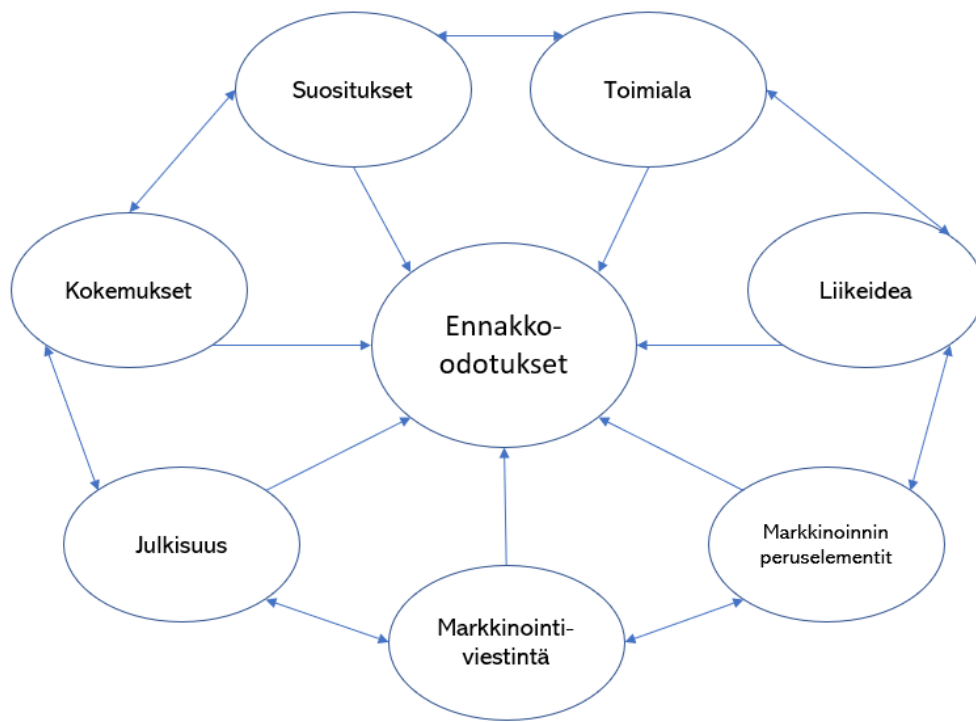 Suositukset
Toimiala
Kokemukset
Liikeidea
Ennakko-
odotukset
Julkisuus
Markkinoinnin
peruselementit
Markkinointi-
viestintä